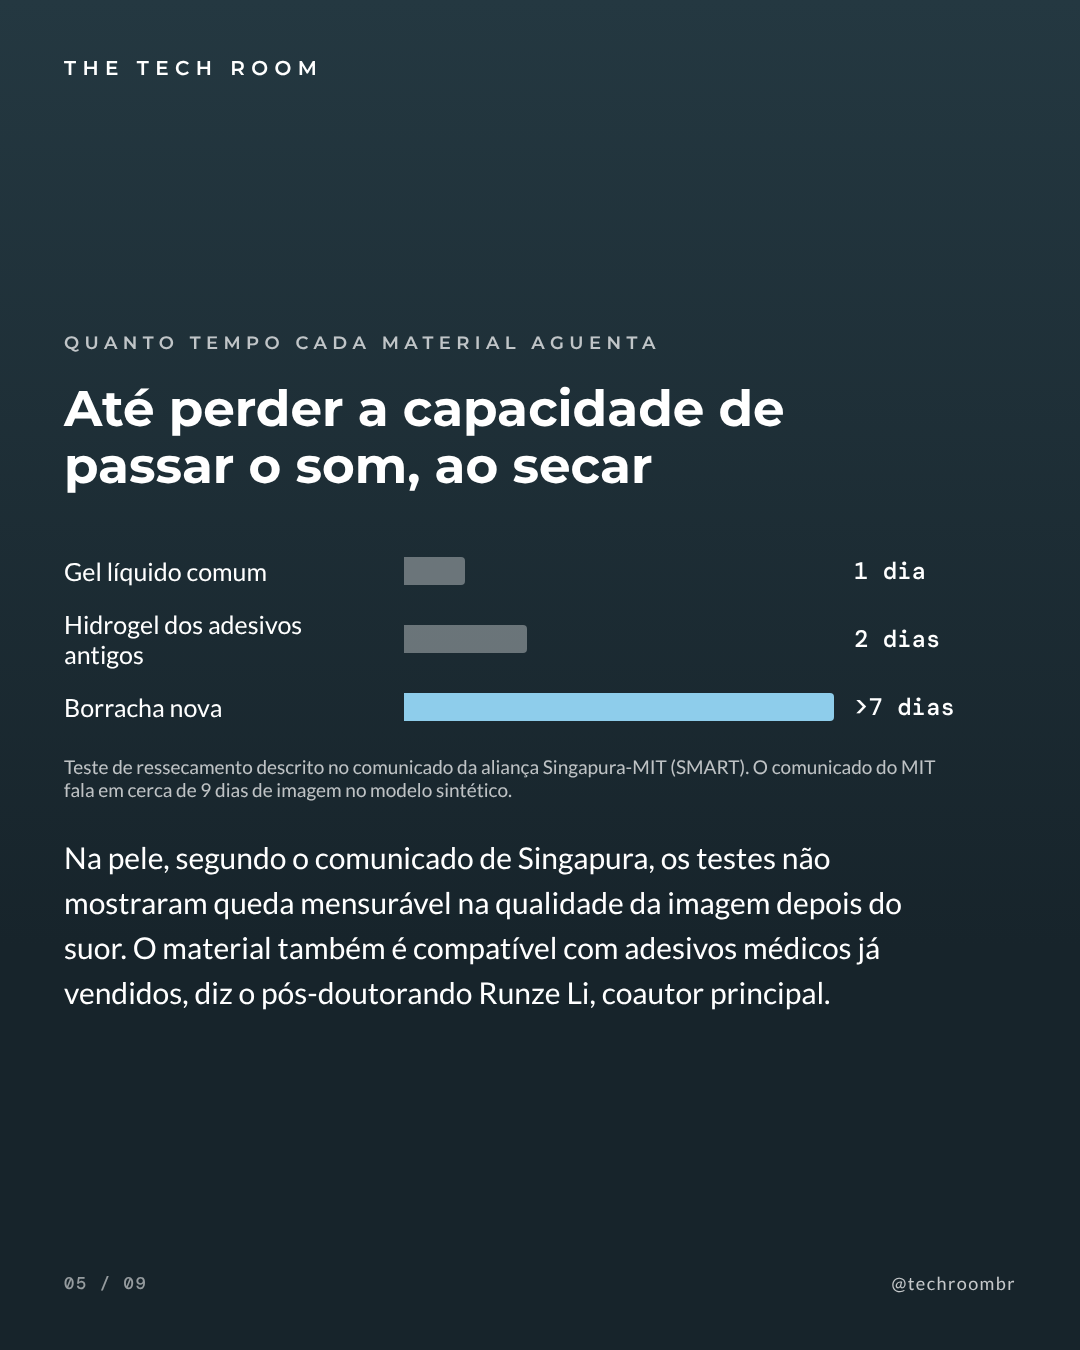 THE TECH ROOM
QUANTO TEMPO CADA MATERIAL AGUENTA
Até perder a capacidade de
passar o som, ao secar
Gel líquido comum
1 dia
Hidrogel dos adesivos
antigos
2 dias
Borracha nova
>7 dias
Teste de ressecamento descrito no comunicado da aliança Singapura-MIT (SMART). O comunicado do MIT
fala em cerca de 9 dias de imagem no modelo sintético.
Na pele, segundo o comunicado de Singapura, os testes não
mostraram queda mensurável na qualidade da imagem depois do
suor. O material também é compatível com adesivos médicos já
vendidos, diz o pós-doutorando Runze Li, coautor principal.
05 / 09
@techroombr